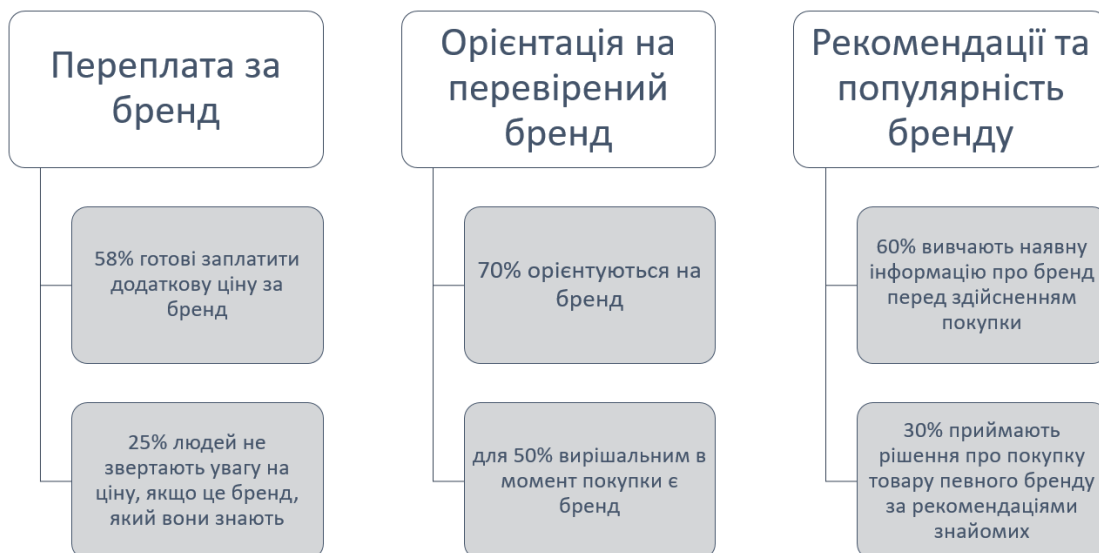 Переплата за
бренд
58% готові заплатити
додаткову ціну за
бренд
25% людей не
звертають увагу на
ціну, якщо це бренд,
який вони знають
Орієнтація на
перевірений
бренд
70% орієнтуються на
бренд
для 50% вирішальним в
момент покупки є
бренд
Рекомендації та
популярність
бренду
60% вивчають наявну
інформацію про бренд
перед здійсненням
покупки
30% приймають
рішення про покупку
товару певного бренду
за рекомендаціями
знайомих